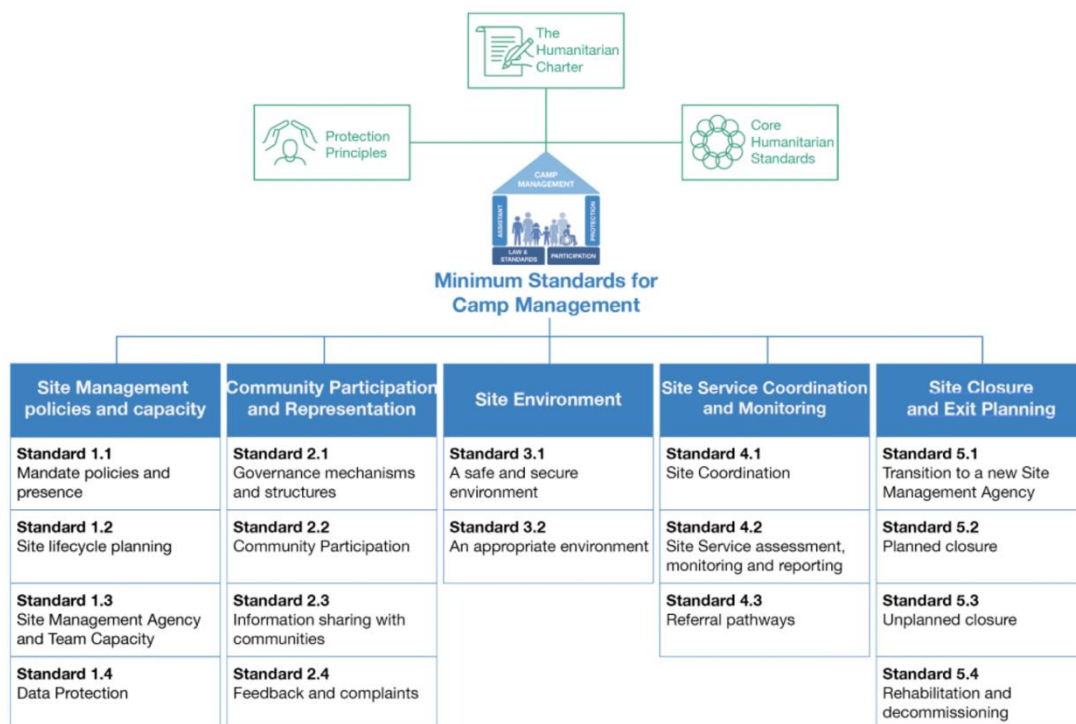 The
Humanitarian
Charter
Protection
Principles
Core
Humanitarian
Standards
CAMP
MANAGEMENT
ASSISTANT
PROTECTION
LAW &
STANDARDS
PARTICIPATION
Minimum Standards for
Camp Management
Site Management
policies and capacity
Standard 1.1
Mandate policies and
presence
Standard 1.2
Site lifecycle planning
Standard 1.3
Site Management Agency
and Team Capacity
Standard 1.4
Data Protection
Community Participation
and Representation
Standard 2.1
Governance mechanisms
and structures
Standard 2.2
Community Participation
Standard 2.3
Information sharing with
communities
Standard 2.4
Feedback and complaints
Site Environment
Standard 3.1
A safe and secure
environment
Standard 3.2
An appropriate environment
Site Service Coordination
and Monitoring
Standard 4.1
Site Coordination
Standard 4.2
Site Service assessment,
monitoring and reporting
Standard 4.3
Referral pathways
Site Closure
and Exit Planning
Standard 5.1
Transition to a new Site
Management Agency
Standard 5.2
Planned closure
Standard 5.3
Unplanned closure
Standard 5.4
Rehabilitation and
decommissioning